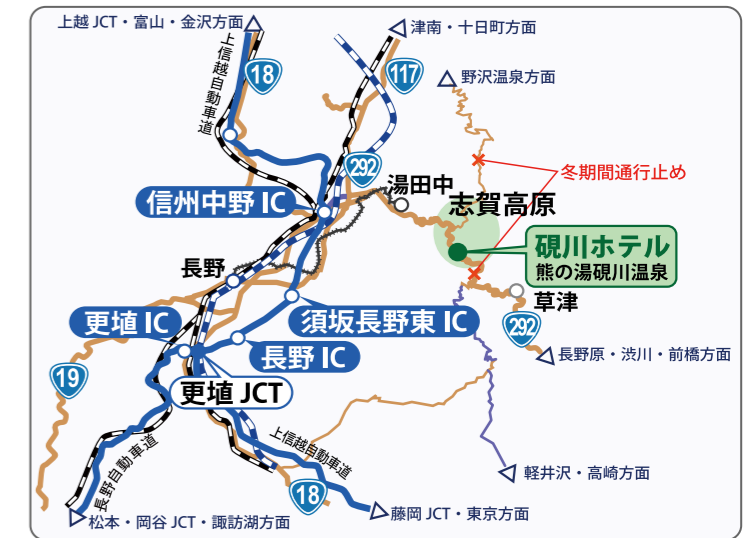 上越 JCT・富山・金沢方面
津南・十日町方面
上信越自動車道
18
117
野沢温泉方面
292
冬期間通行止め
湯田中
志賀高原
信州中野 IC
硯川ホテル
熊の湯硯川温泉
長野
草津
須坂長野東 IC
更埴 IC
292
長野 IC
長野原・渋川・前橋方面
19
更埴 JCT
上信越自動車道
長野自動車道
軽井沢・高崎方面
18
松本・岡谷 JCT・諏訪湖方面
藤岡 JCT・東京方面